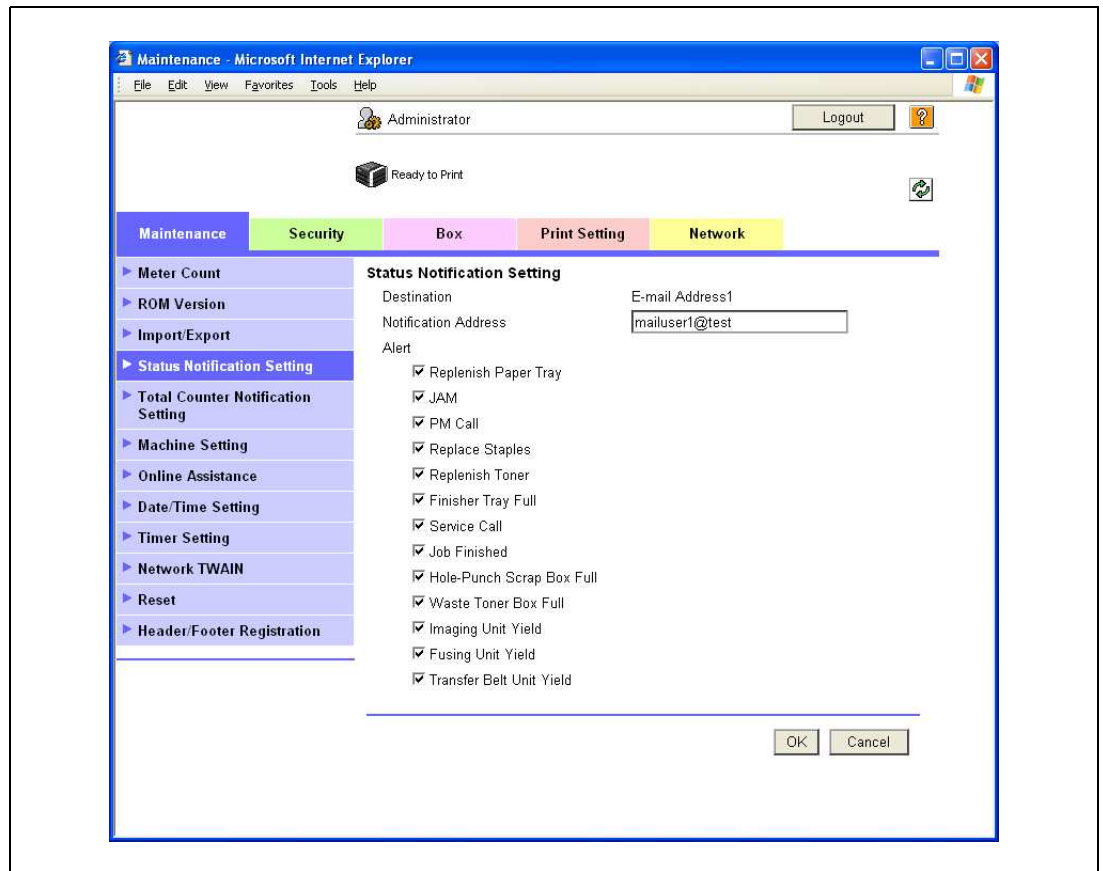 Maintenance - Microsoft Internet Explorer
File Edit View Favorites Tools Help
Administrator
Logout
?
Ready to Print
Maintenance Security Box Print Setting Network
Meter Count
ROM Version
Import/Export
Status Notification Setting
Total Counter Notification
Setting
Machine Setting
Online Assistance
Date/Time Setting
Timer Setting
Network TWAIN
Reset
Header/Footer Registration
Status Notification Setting
Destination E-mail Address1
Notification Address mailuser1@test
Alert
Replenish Paper Tray
JAM
PM Call
Replace Staples
Replenish Toner
Finisher Tray Full
Service Call
Job Finished
Hole-Punch Scrap Box Full
Waste Toner Box Full
Imaging Unit Yield
Fusing Unit Yield
Transfer Belt Unit Yield
OK Cancel